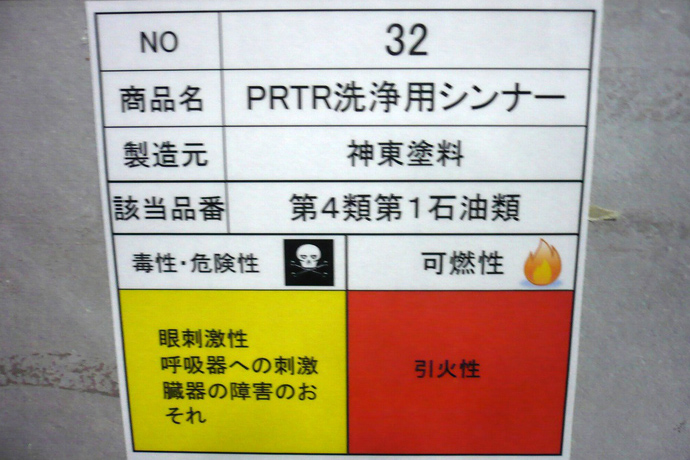 NO 32
商品名 PRTR洗浄用シンナー
製造元 神東塗料
該当品番 第4類第1石油類
毒性・危険性 可燃性
眼刺激性
呼吸器への刺激
臓器の障害のお
それ
引火性